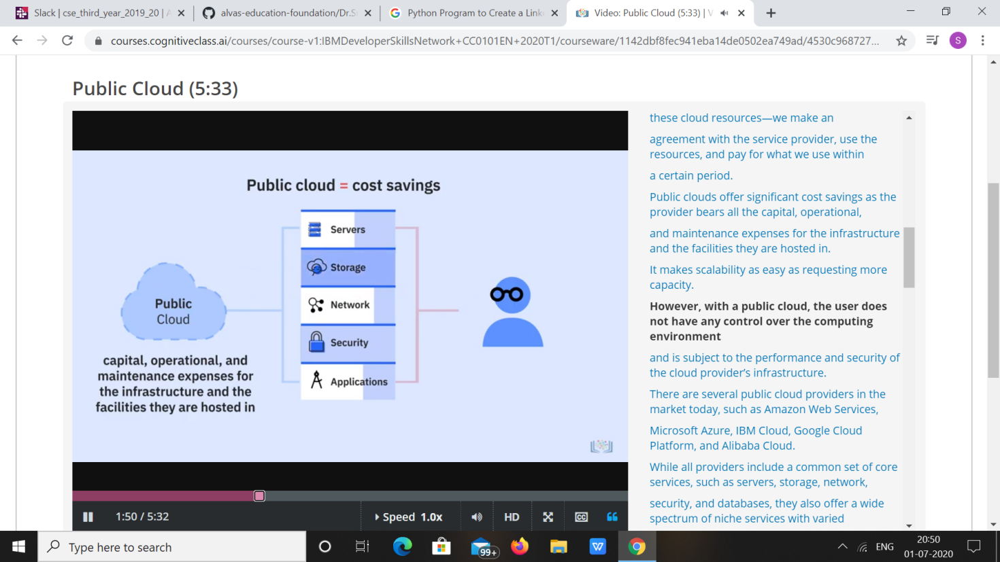 Slack | cse_third_year_2019_20 |
alvas-education-foundation/Dr.S
Python Program to Create a Link
Video: Public Cloud (5:33) | V
courses.cognitiveclass.ai/courses/course-v1:IBMDeveloperSkillsNetwork+CC0101EN+2020T1/courseware/1142dbf8fec941eba14de0502ea749ad/4530c968727...
S
Public Cloud (5:33)
Public cloud = cost savings
Servers
Storage
Network
Security
Applications
Public
Cloud
capital, operational, and
maintenance expenses for
the infrastructure and the
facilities they are hosted in
these cloud resources—we make an
agreement with the service provider, use the
resources, and pay for what we use within
a certain period.
Public clouds offer significant cost savings as the
provider bears all the capital, operational,
and maintenance expenses for the infrastructure
and the facilities they are hosted in.
It makes scalability as easy as requesting more
capacity.
However, with a public cloud, the user does
not have any control over the computing
environment
and is subject to the performance and security of
the cloud provider's infrastructure.
There are several public cloud providers in the
market today, such as Amazon Web Services,
Microsoft Azure, IBM Cloud, Google Cloud
Platform, and Alibaba Cloud.
While all providers include a common set of core
services, such as servers, storage, network,
security, and databases, they also offer a wide
spectrum of niche services with varied
1:50 / 5:32
Speed 1.0x
HD
CC
Type here to search
99+
W
ENG
20:50
01-07-2020